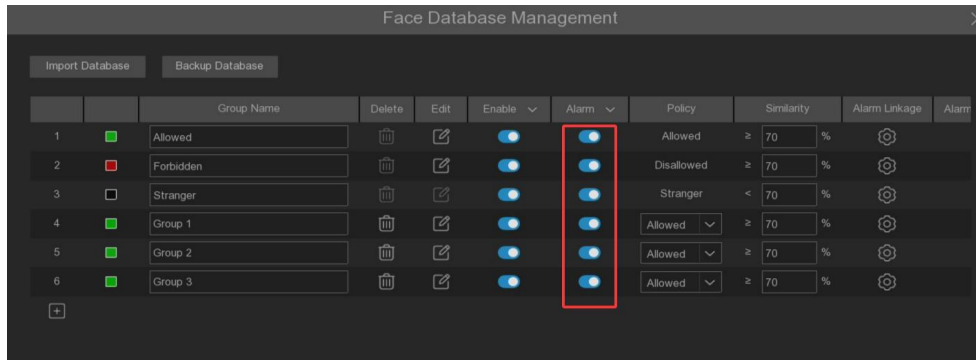 Face Database Management
Import Database Backup Database
Group Name Delete Edit Enable Alarm Policy Similarity Alarm Linkage Alarm
1 Allowed Allowed ≥ 70 %
2 Forbidden Disallowed ≥ 70 %
3 Stranger Stranger < 70 %
4 Group 1 Allowed ≥ 70 %
5 Group 2 Allowed ≥ 70 %
6 Group 3 Allowed ≥ 70 %